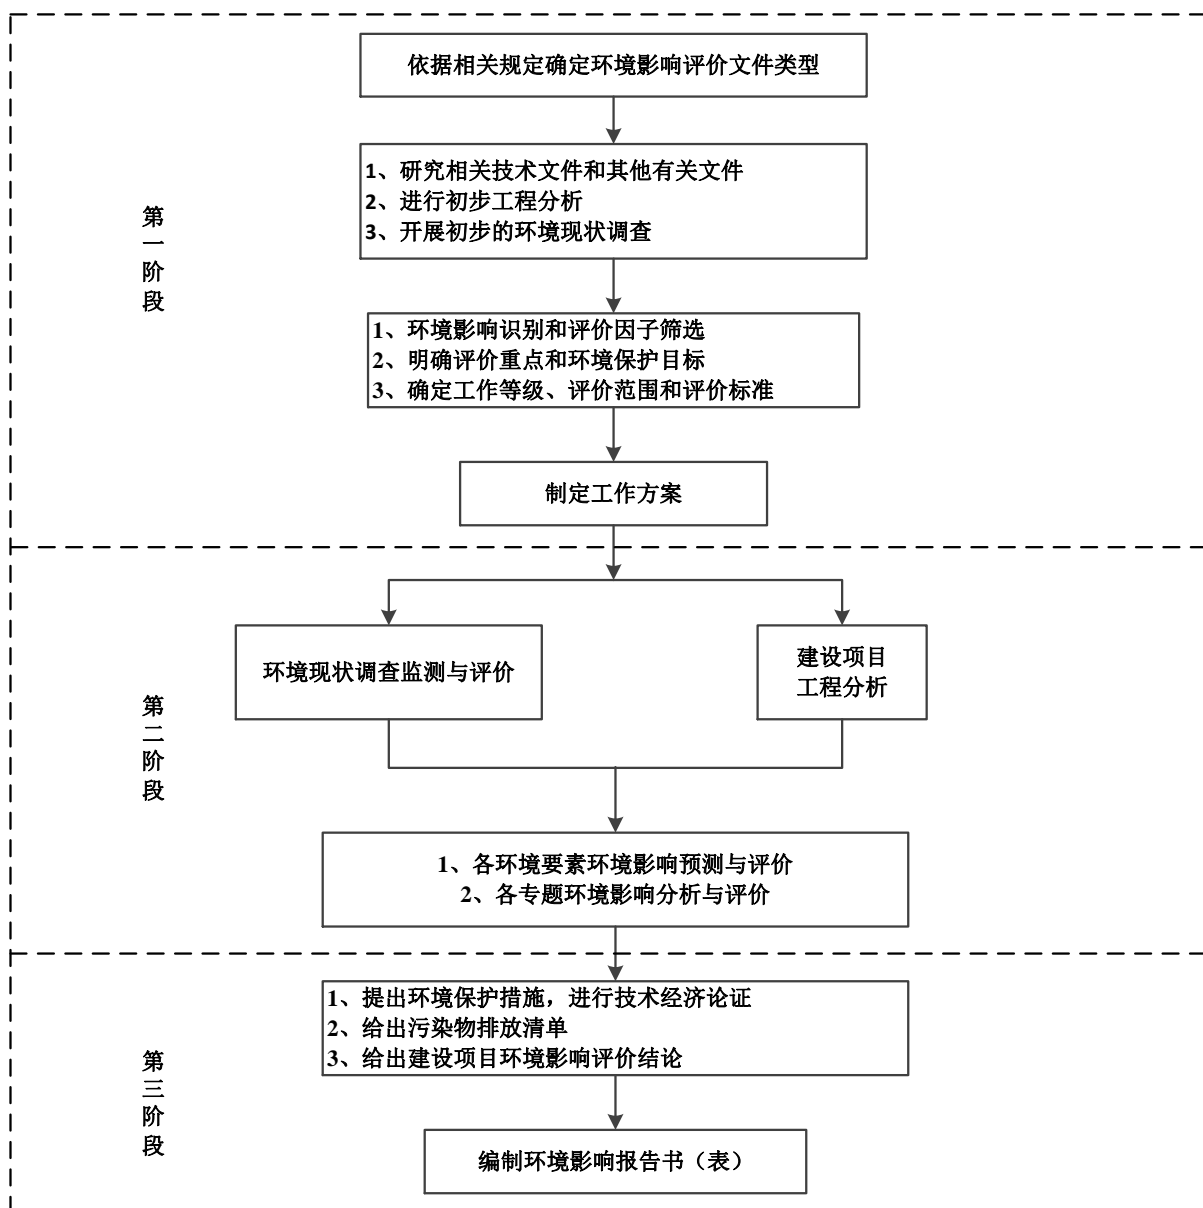 依据相关规定确定环境影响评价文件类型
1、研究相关技术文件和其他有关文件
2、进行初步工程分析
3、开展初步的环境现状调查
第一阶段
1、环境影响识别和评价因子筛选
2、明确评价重点和环境保护目标
3、确定工作等级、评价范围和评价标准
制定工作方案
环境现状调查监测与评价
建设项目
工程分析
第二阶段
1、各环境要素环境影响预测与评价
2、各专题环境影响分析与评价
1、提出环境保护措施，进行技术经济论证
2、给出污染物排放清单
3、给出建设项目环境影响评价结论
第三阶段
编制环境影响报告书（表）